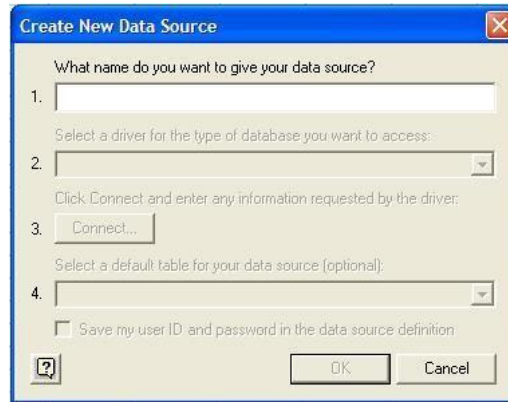 Create New Data Source
What name do you want to give your data source?
1.
Select a driver for the type of database you want to access:
2.
Click Connect and enter any information requested by the driver:
3. Connect...
Select a default table for your data source (optional):
4.
Save my user ID and password in the data source definition
? OK Cancel